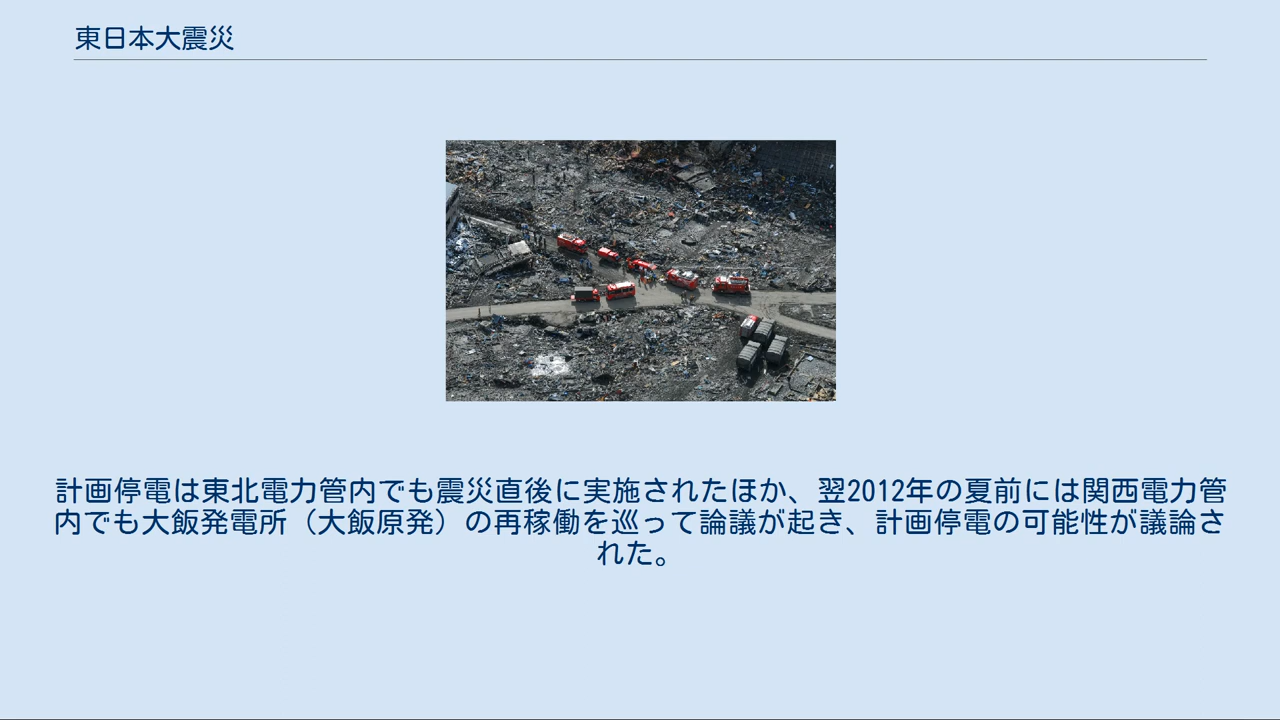 東日本大震災
計画停電は東北電力管内でも震災直後に実施されたほか、翌2012年の夏前には関西電力管
内でも大飯発電所（大飯原発）の再稼働を巡って論議が起き、計画停電の可能性が議論さ
れた。